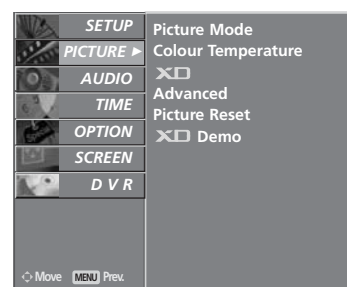 SETUP
PICTURE ►
AUDIO
TIME
OPTION
SCREEN
D V R
Picture Mode
Colour Temperature
XD
Advanced
Picture Reset
XD Demo
Move MENU Prev.